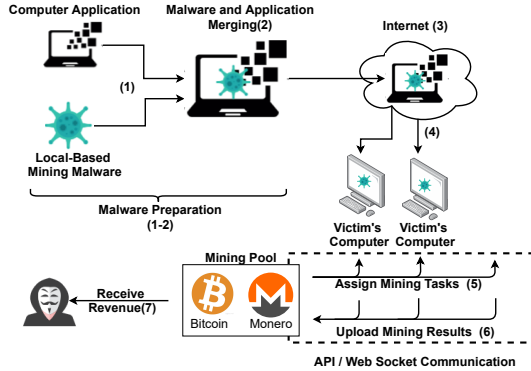 Computer Application
Malware and Application
Merging(2)
Internet (3)
(1)
(4)
Local-Based
Mining Malware
Malware Preparation
(1-2)
Victim's
Computer
Victim's
Computer
Mining Pool
Bitcoin
Monero
Assign Mining Tasks (5)
Receive
Revenue(7)
Upload Mining Results (6)
API / Web Socket Communication